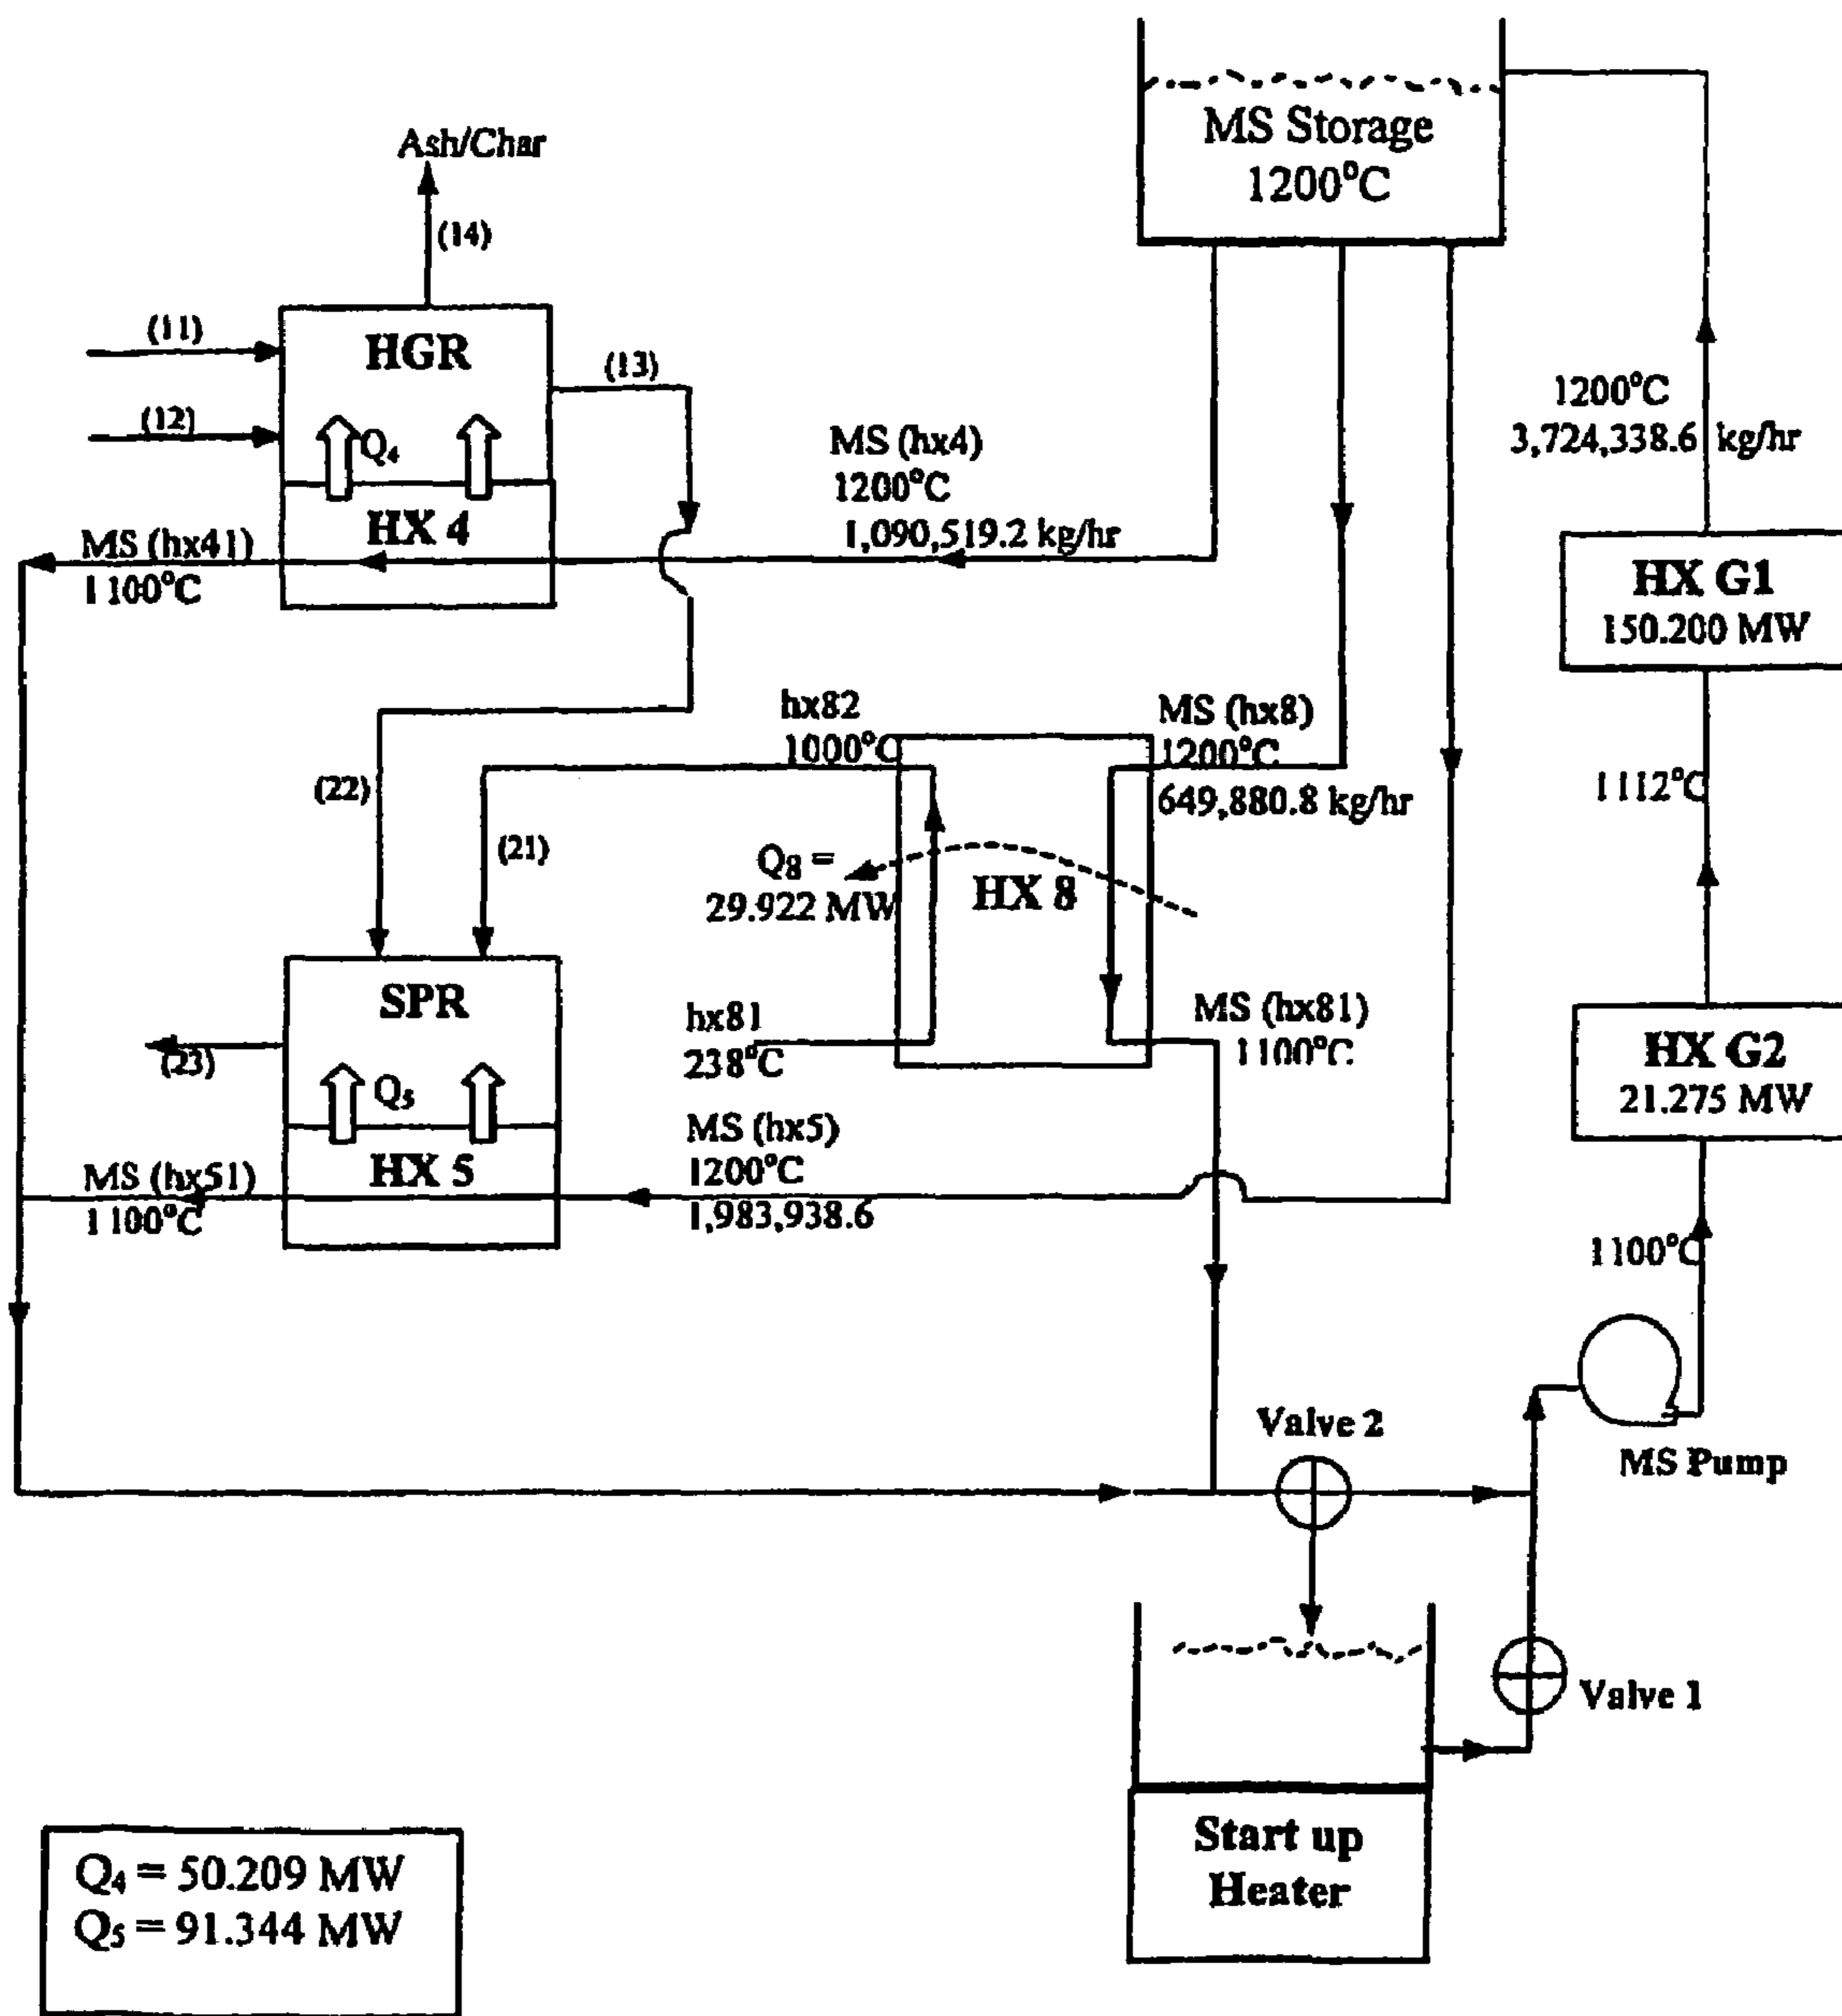 MS Storage
1200°C
Ash/Char
(14)
(11)
HGR
(13)
(12)
Q₄
MS (hx4)
1200°C
1,090,519.2 kg/hr
1200°C
3,724,338.6 kg/hr
MS (hx41)
1100°C
HX 4
HX G1
150.200 MW
hx82
1000°C
MS (hx8)
1200°C
649,880.8 kg/hr
(22)
(21)
1112°C
Q₈ =
29.922 MW
HX 8
SPR
hx81
238°C
MS (hx81)
1100°C
HX G2
21.275 MW
(23)
Q₅
MS (hx5)
1200°C
1,983,938.6
MS (hx51)
1100°C
HX 5
1100°C
Valve 2
MS Pump
Valve 1
Start up
Heater
Q₄ = 50.209 MW
Q₅ = 91.344 MW